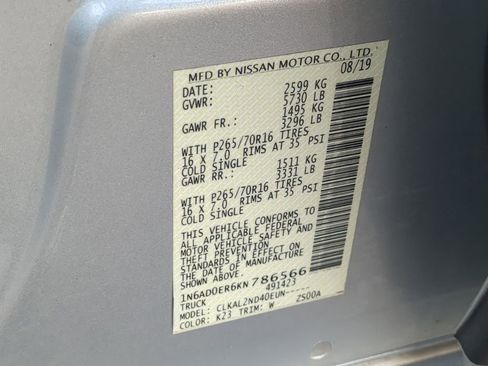 MFD BY NISSAN MOTOR CO., LTD.
DATE: 08/19
GVWR: 2599 KG
5730 LB
GAWR FR.: 1495 KG
3296 LB
WITH P265/70R16 TIRES
16 X 7.0 RIMS AT 35 PSI
COLD SINGLE
GAWR RR.: 1511 KG
3331 LB
WITH P265/70R16 TIRES
16 X 7.0 RIMS AT 35 PSI
COLD SINGLE
THIS VEHICLE CONFORMS TO
ALL APPLICABLE FEDERAL
MOTOR VEHICLE SAFETY AND
THEFT PREVENTION
STANDARDS IN EFFECT ON
THE DATE OF MANUFACTURE
SHOWN ABOVE.
1N6AD0ER6KN786566
TRUCK 491423
MODEL: CLKAL2ND40EUN-----
COLOR: K23 TRIM: W ZS00A